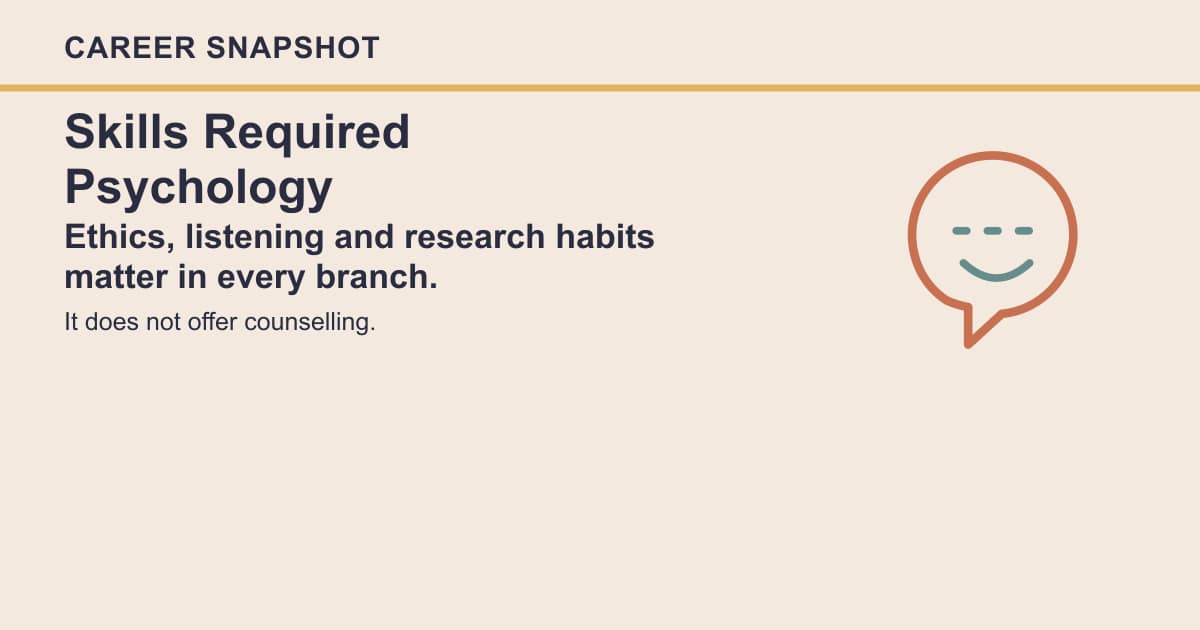 CAREER SNAPSHOT
Skills Required
Psychology
Ethics, listening and research habits
matter in every branch.
It does not offer counselling.